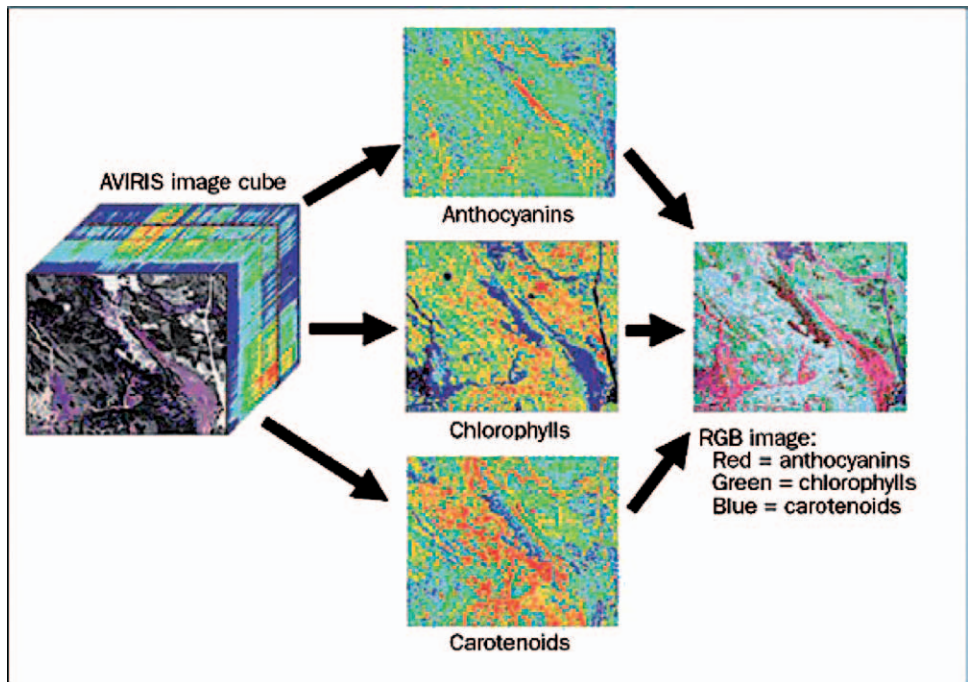 AVIRIS image cube
Anthocyanins
Chlorophylls
Carotenoids
RGB image:
Red = anthocyanins
Green = chlorophylls
Blue = carotenoids